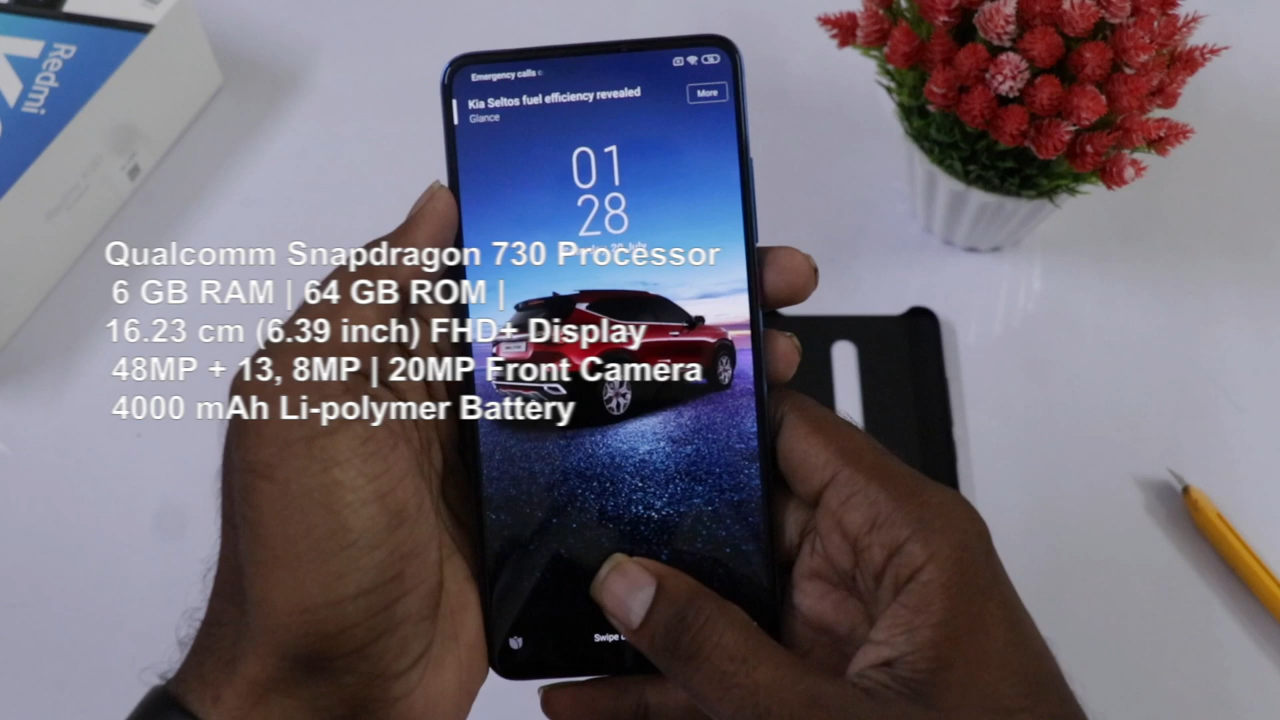 Redmi
Emergency calls
Kia Seltos fuel efficiency revealed
More
Glance
01
28
Qualcomm Snapdragon 730 Processor
6 GB RAM | 64 GB ROM |
16.23 cm (6.39 inch) FHD+ Display
48MP + 13, 8MP | 20MP Front Camera
4000 mAh Li-polymer Battery
Swipe